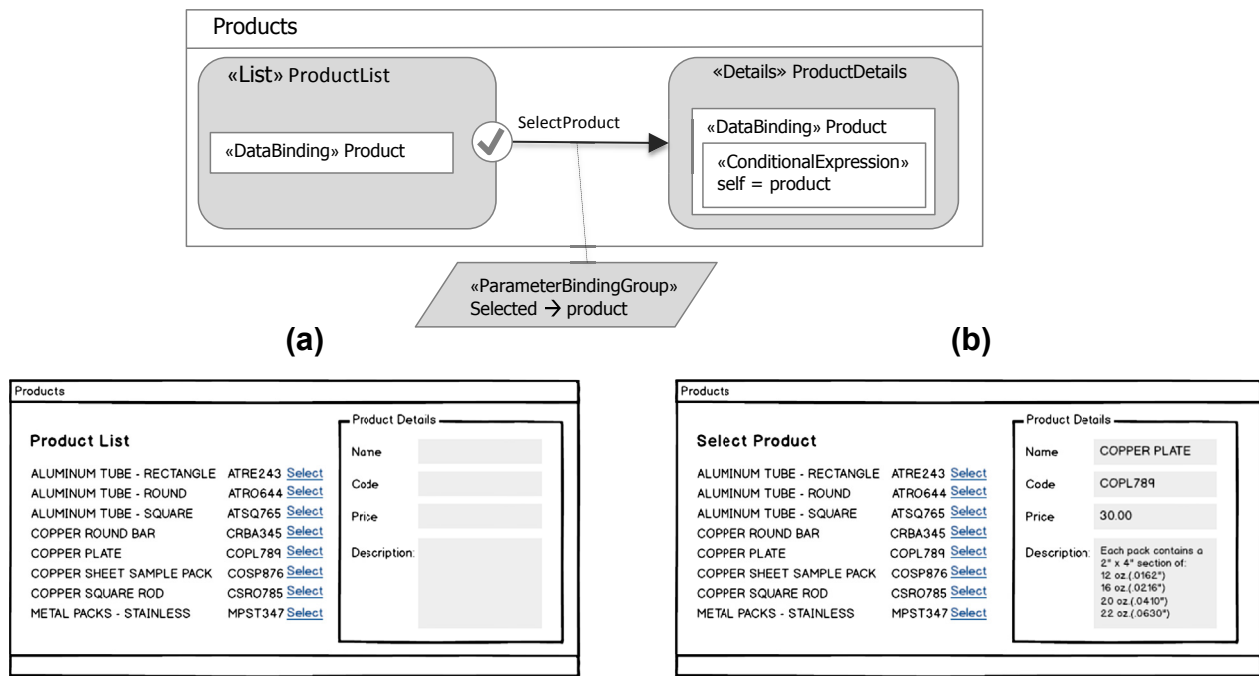 Products
«List» ProductList
«DataBinding» Product
SelectProduct
«Details» ProductDetails
«DataBinding» Product
«ConditionalExpression»
self = product
«ParameterBindingGroup»
Selected → product
(a)
Products
Product List
ALUMINUM TUBE - RECTANGLE ATRE243 Select
ALUMINUM TUBE - ROUND ATRO644 Select
ALUMINUM TUBE - SQUARE ATSQ765 Select
COPPER ROUND BAR CRBA345 Select
COPPER PLATE COPL789 Select
COPPER SHEET SAMPLE PACK COSP876 Select
COPPER SQUARE ROD CSRO785 Select
METAL PACKS - STAINLESS MPST347 Select
Product Details
Name
Code
Price
Description:
(b)
Products
Select Product
ALUMINUM TUBE - RECTANGLE ATRE243 Select
ALUMINUM TUBE - ROUND ATRO644 Select
ALUMINUM TUBE - SQUARE ATSQ765 Select
COPPER ROUND BAR CRBA345 Select
COPPER PLATE COPL789 Select
COPPER SHEET SAMPLE PACK COSP876 Select
COPPER SQUARE ROD CSRO785 Select
METAL PACKS - STAINLESS MPST347 Select
Product Details
Name COPPER PLATE
Code COPL789
Price 30.00
Description: Each pack contains a
2" x 4" section of:
12 oz.(.0162")
16 oz.(.0216")
20 oz.(.0410")
22 oz.(.0630")